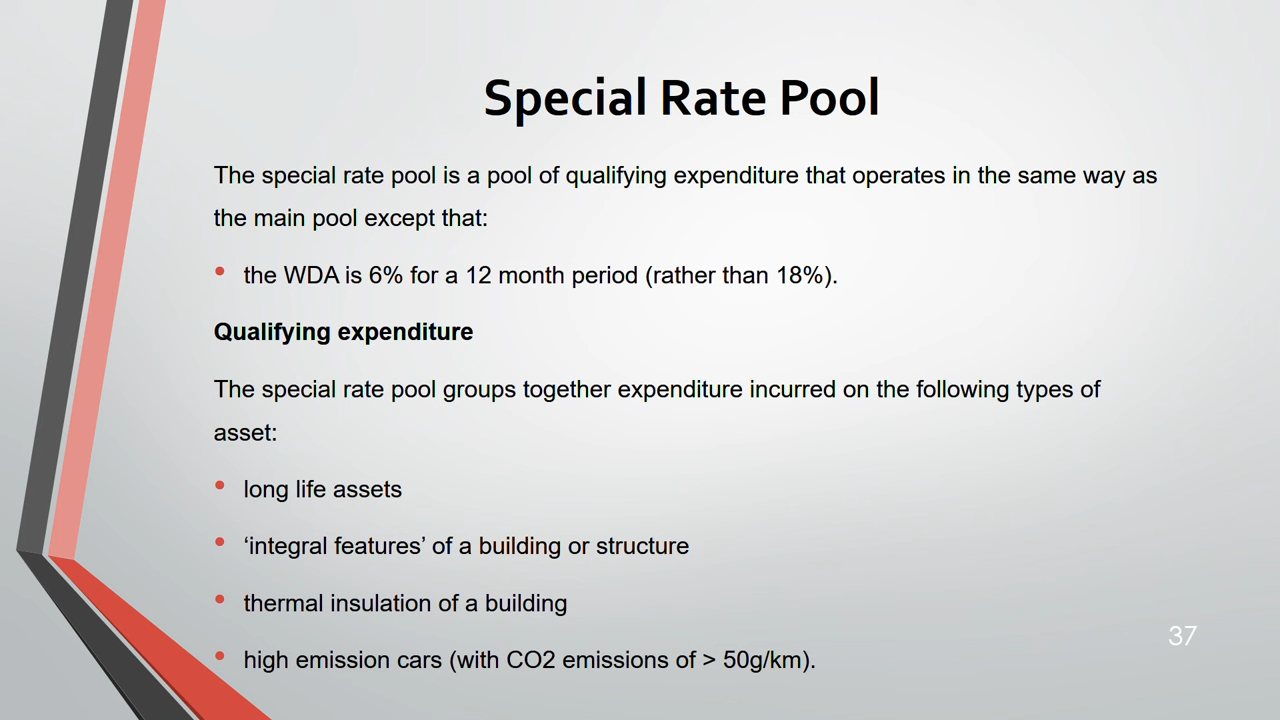 Special Rate Pool
The special rate pool is a pool of qualifying expenditure that operates in the same way as
the main pool except that:
• the WDA is 6% for a 12 month period (rather than 18%).
Qualifying expenditure
The special rate pool groups together expenditure incurred on the following types of
asset:
• long life assets
• ‘integral features’ of a building or structure
• thermal insulation of a building
• high emission cars (with CO2 emissions of > 50g/km).
37